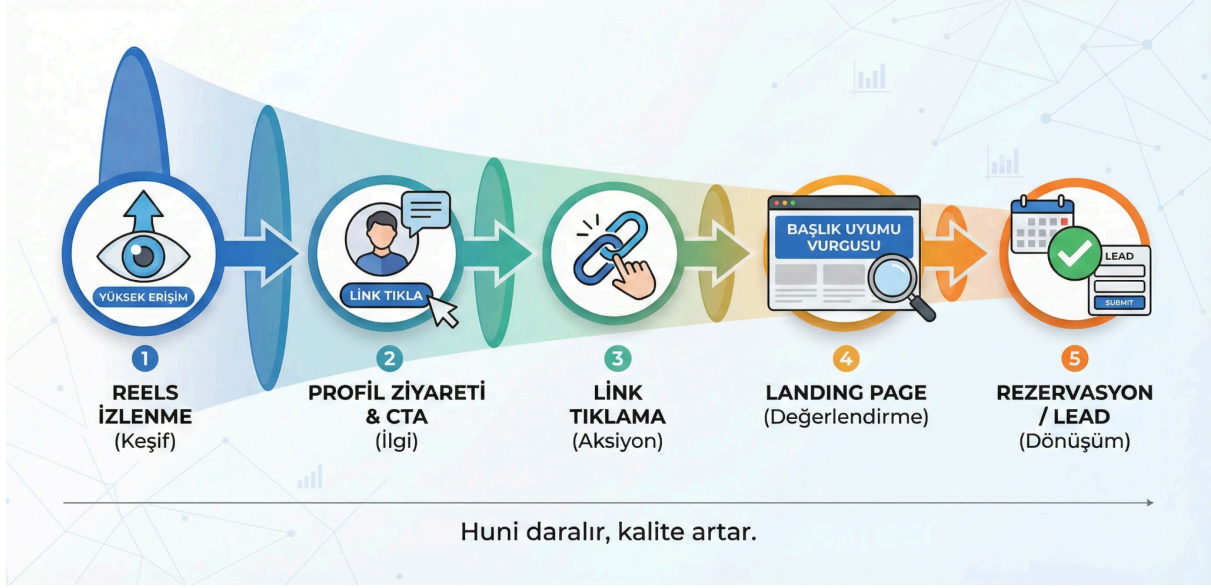 YÜKSEK ERİŞİM
LİNK TIKLA
BAŞLIK UYUMU
VURGUSU
LEAD
SUBMIT
1
REELS
İZLENME
(Keşif)
2
PROFİL ZİYARETİ
& CTA
(İlgi)
3
LİNK
TIKLAMA
(Aksiyon)
4
LANDING PAGE
(Değerlendirme)
5
REZERVASYON
/ LEAD
(Dönüşüm)
Huni daralır, kalite artar.